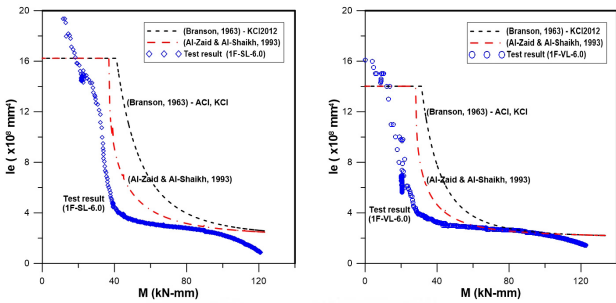 (Branson, 1963) - KCI2012
(Al-Zaid & Al-Shaikh, 1993)
Test result (1F-SL-6.0)
(Branson, 1963) - ACI, KCI
(Al-Zaid & Al-Shaikh, 1993)
Test result
(1F-SL-6.0)
Ie ( x10⁸ mm⁴)
20
16
12
8
4
0
0 40 80 120
M (kN-mm)
(Branson, 1963) - ACI, KCI2012
(Al-Zaid & Al-Shaikh, 1993)
Test result (1F-VL-6.0)
(Branson, 1963) - ACI, KCI
(Al-Zaid & Al-Shaikh, 1993)
Test result
(1F-VL-6.0)
Ie ( x10⁸ mm⁴)
20
16
12
8
4
0
0 40 80 120
M (kN-mm)